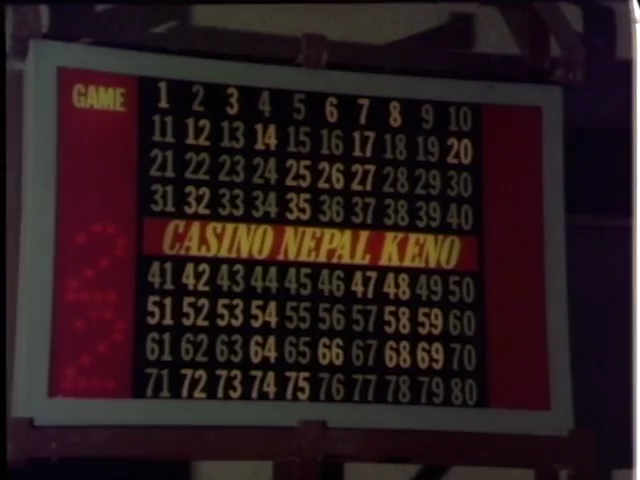 GAME
1 2 3 4 5 6 7 8 9 10
11 12 13 14 15 16 17 18 19 20
21 22 23 24 25 26 27 28 29 30
31 32 33 34 35 36 37 38 39 40
CASINO NEPAL KENO
41 42 43 44 45 46 47 48 49 50
51 52 53 54 55 56 57 58 59 60
61 62 63 64 65 66 67 68 69 70
71 72 73 74 75 76 77 78 79 80
2
2